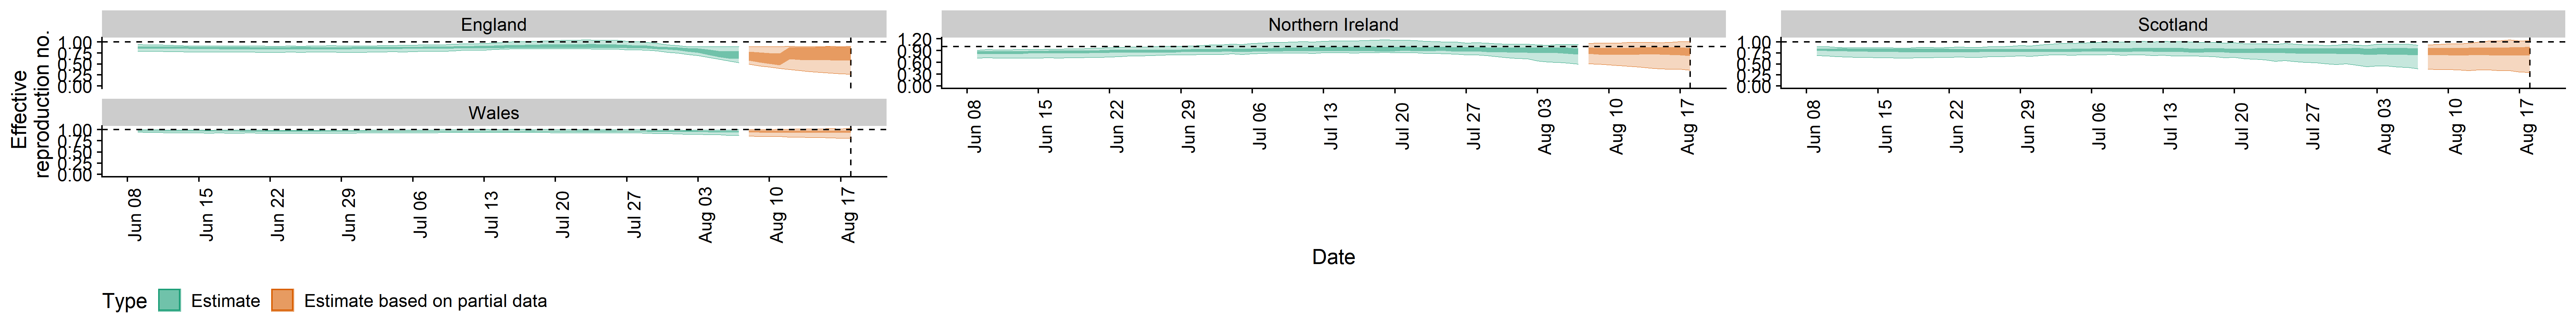 England
Northern Ireland
Scotland
Effective
reproduction no.
1.00
0.75
0.50
0.25
0.00
1.20
0.90
0.60
0.30
0.00
1.00
0.75
0.50
0.25
0.00
Wales
1.00
0.75
0.50
0.25
0.00
Jun 08
Jun 15
Jun 22
Jun 29
Jul 06
Jul 13
Jul 20
Jul 27
Aug 03
Aug 10
Aug 17
Jun 08
Jun 15
Jun 22
Jun 29
Jul 06
Jul 13
Jul 20
Jul 27
Aug 03
Aug 10
Aug 17
Jun 08
Jun 15
Jun 22
Jun 29
Jul 06
Jul 13
Jul 20
Jul 27
Aug 03
Aug 10
Aug 17
Date
Type Estimate Estimate based on partial data